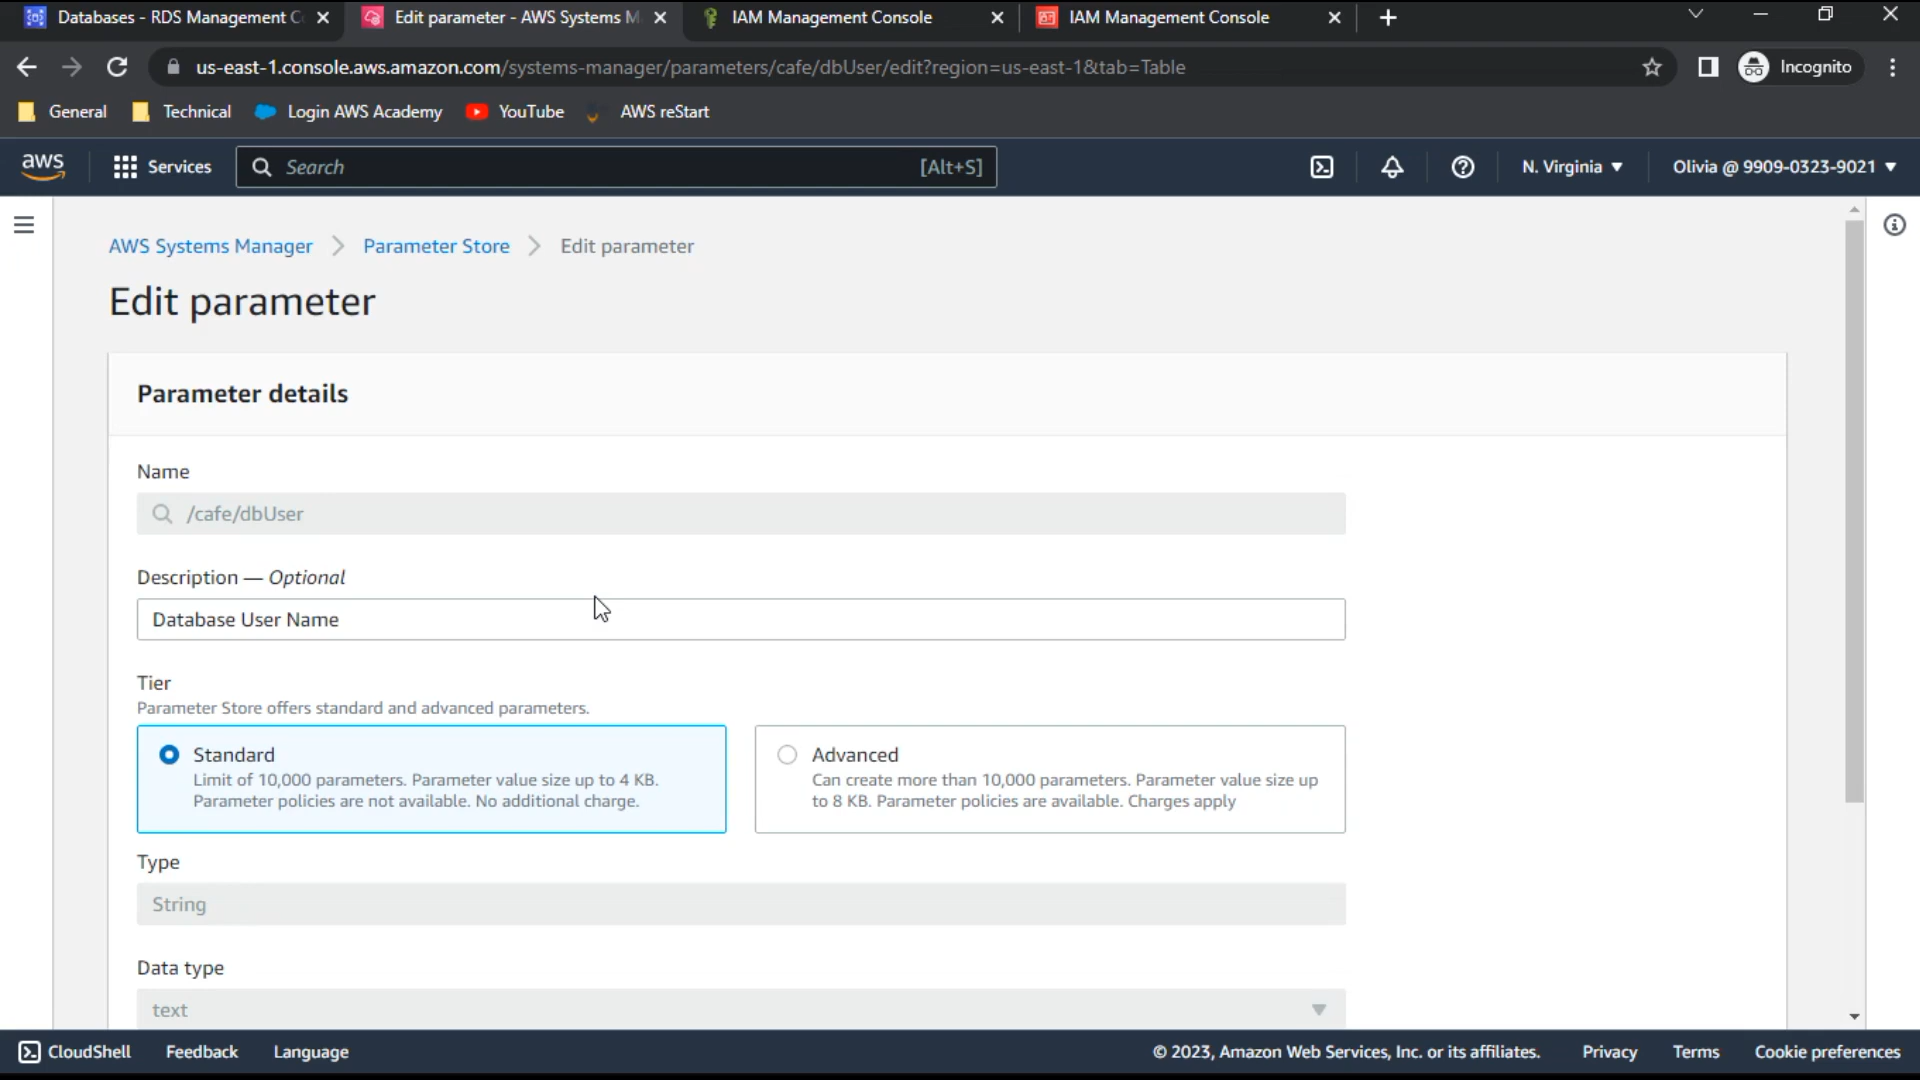 Databases - RDS Management C
Edit parameter - AWS Systems M
IAM Management Console
IAM Management Console
us-east-1.console.aws.amazon.com/systems-manager/parameters/cafe/dbUser/edit?region=us-east-1&tab=Table
Incognito
General
Technical
Login AWS Academy
YouTube
AWS reStart
aws
Services
Search
[Alt+S]
N. Virginia
Olivia @ 9909-0323-9021
AWS Systems Manager
Parameter Store
Edit parameter
Edit parameter
Parameter details
Name
/cafe/dbUser
Description — Optional
Database User Name
Tier
Parameter Store offers standard and advanced parameters.
Standard
Limit of 10,000 parameters. Parameter value size up to 4 KB.
Parameter policies are not available. No additional charge.
Advanced
Can create more than 10,000 parameters. Parameter value size up
to 8 KB. Parameter policies are available. Charges apply
Type
String
Data type
text
CloudShell
Feedback
Language
© 2023, Amazon Web Services, Inc. or its affiliates.
Privacy
Terms
Cookie preferences